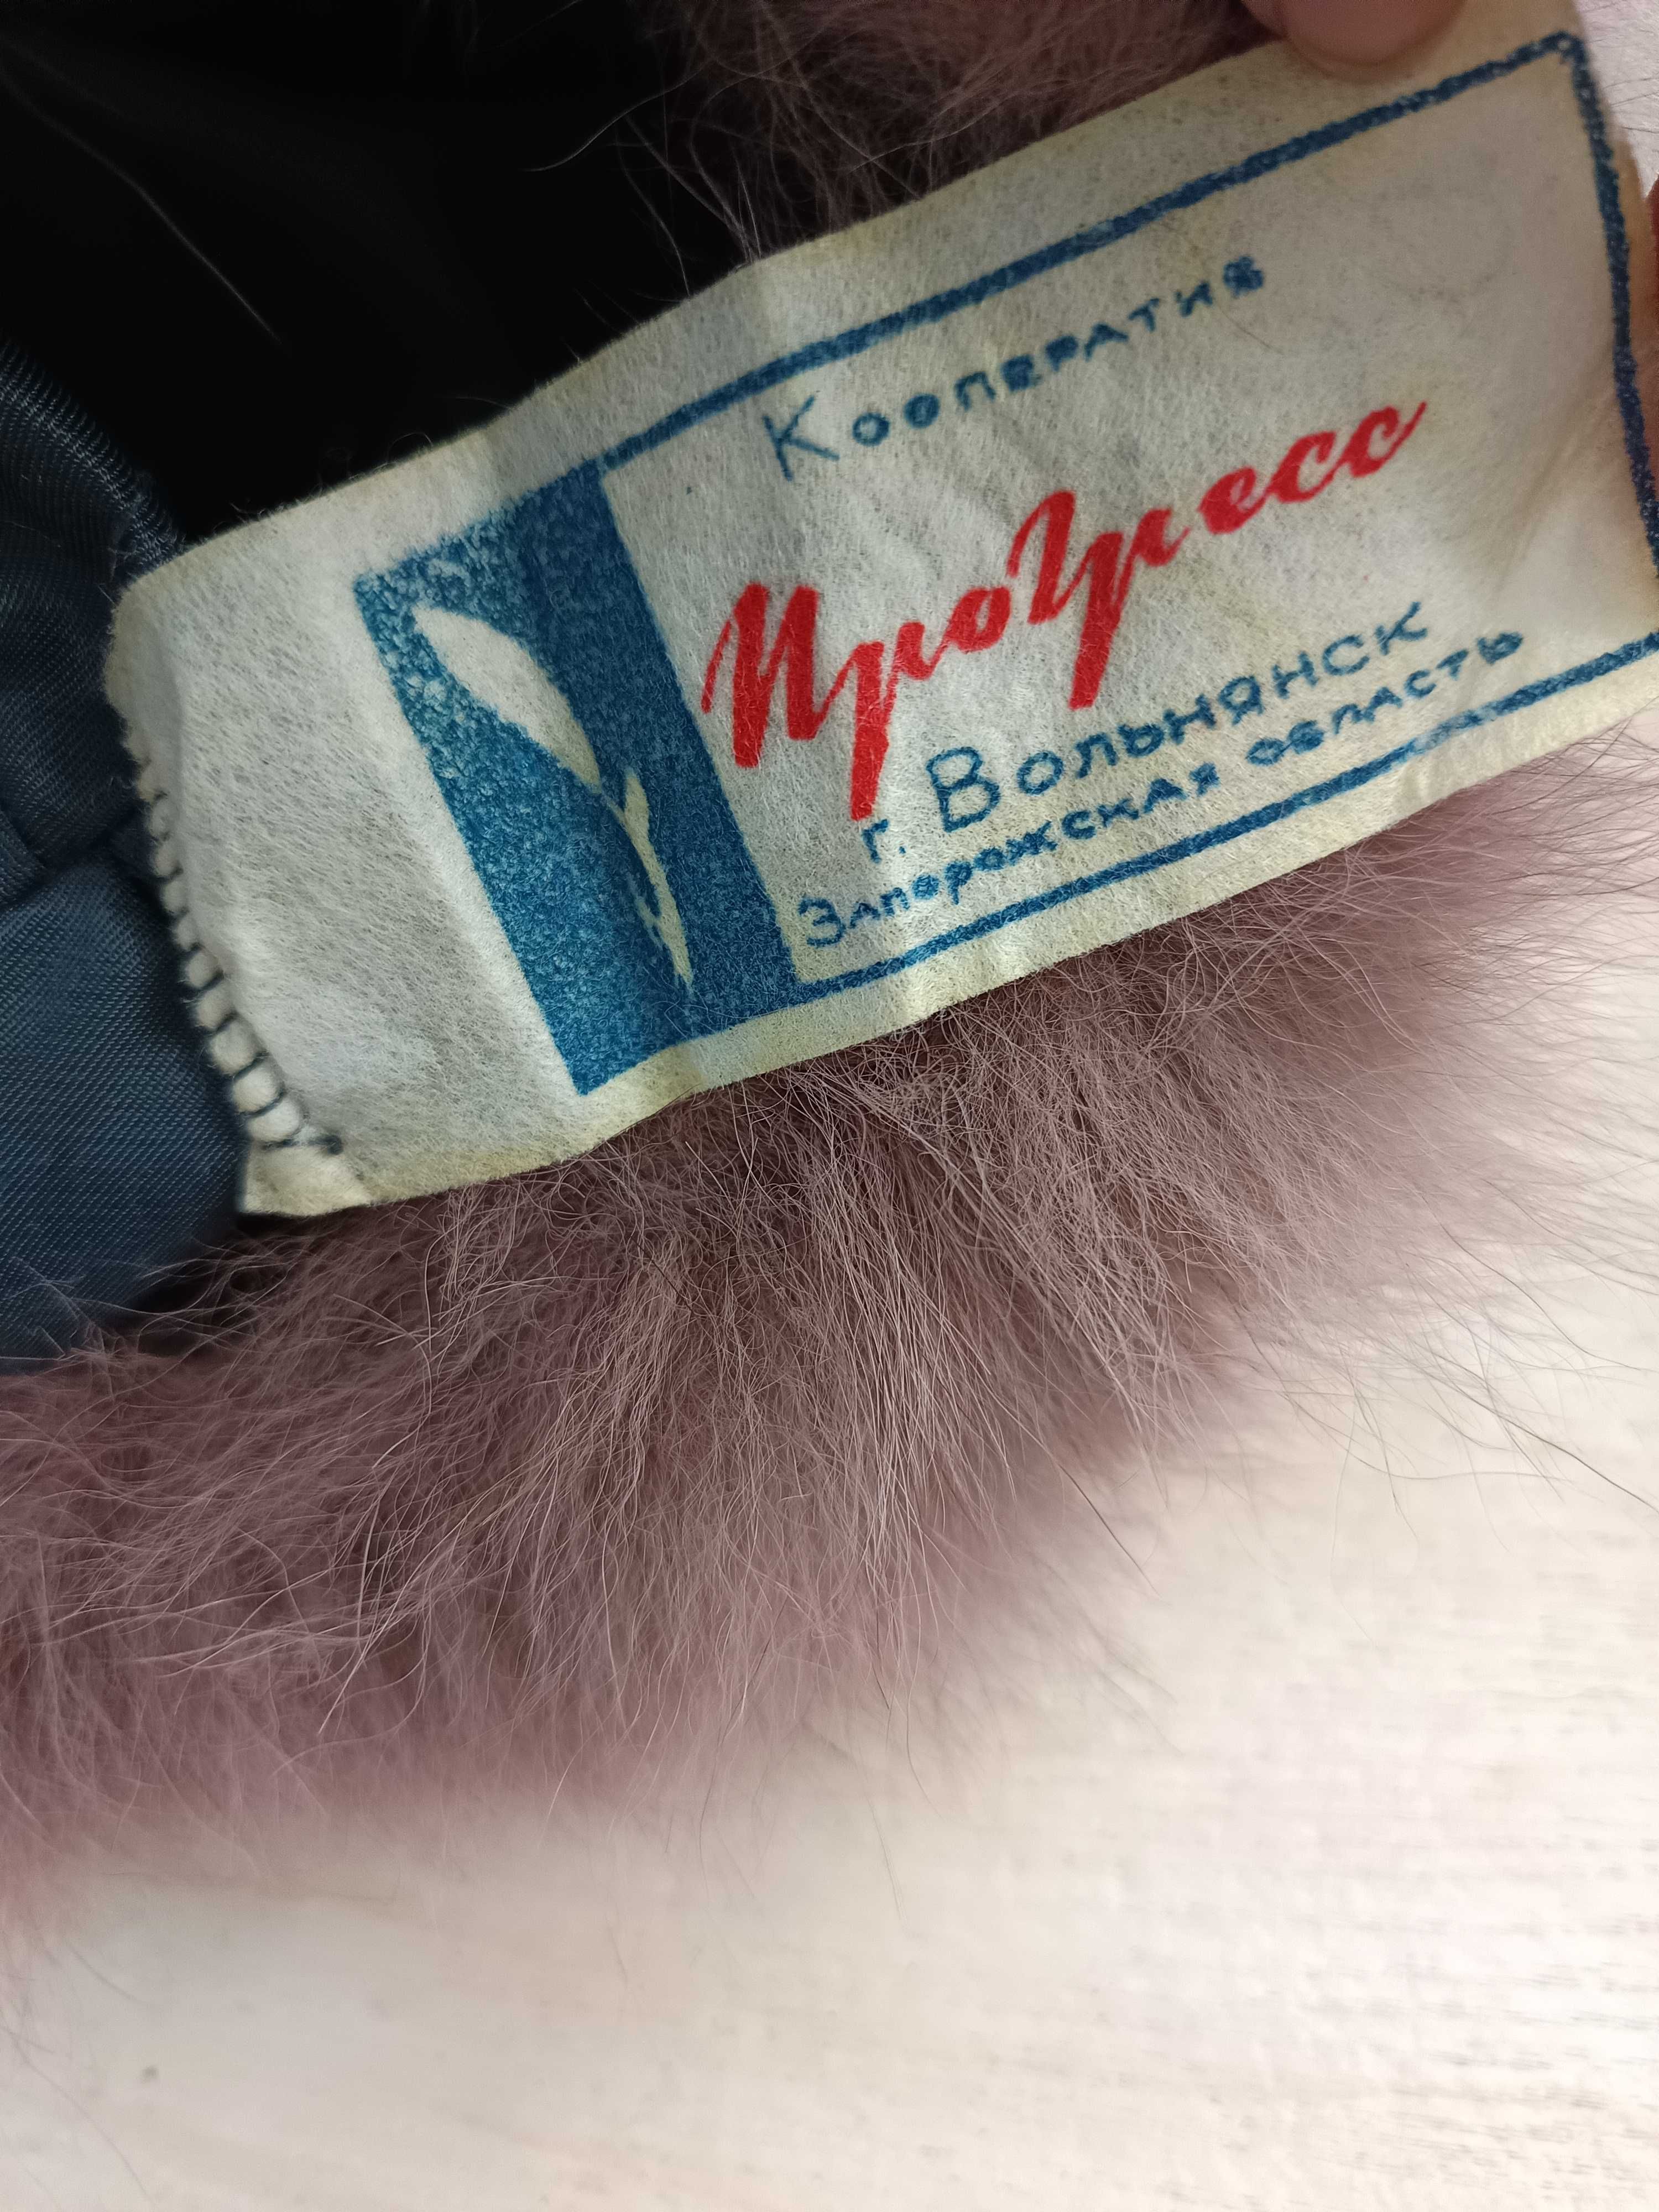 Кооператив
Прогресс
г. Вольнянск
Запорожская область